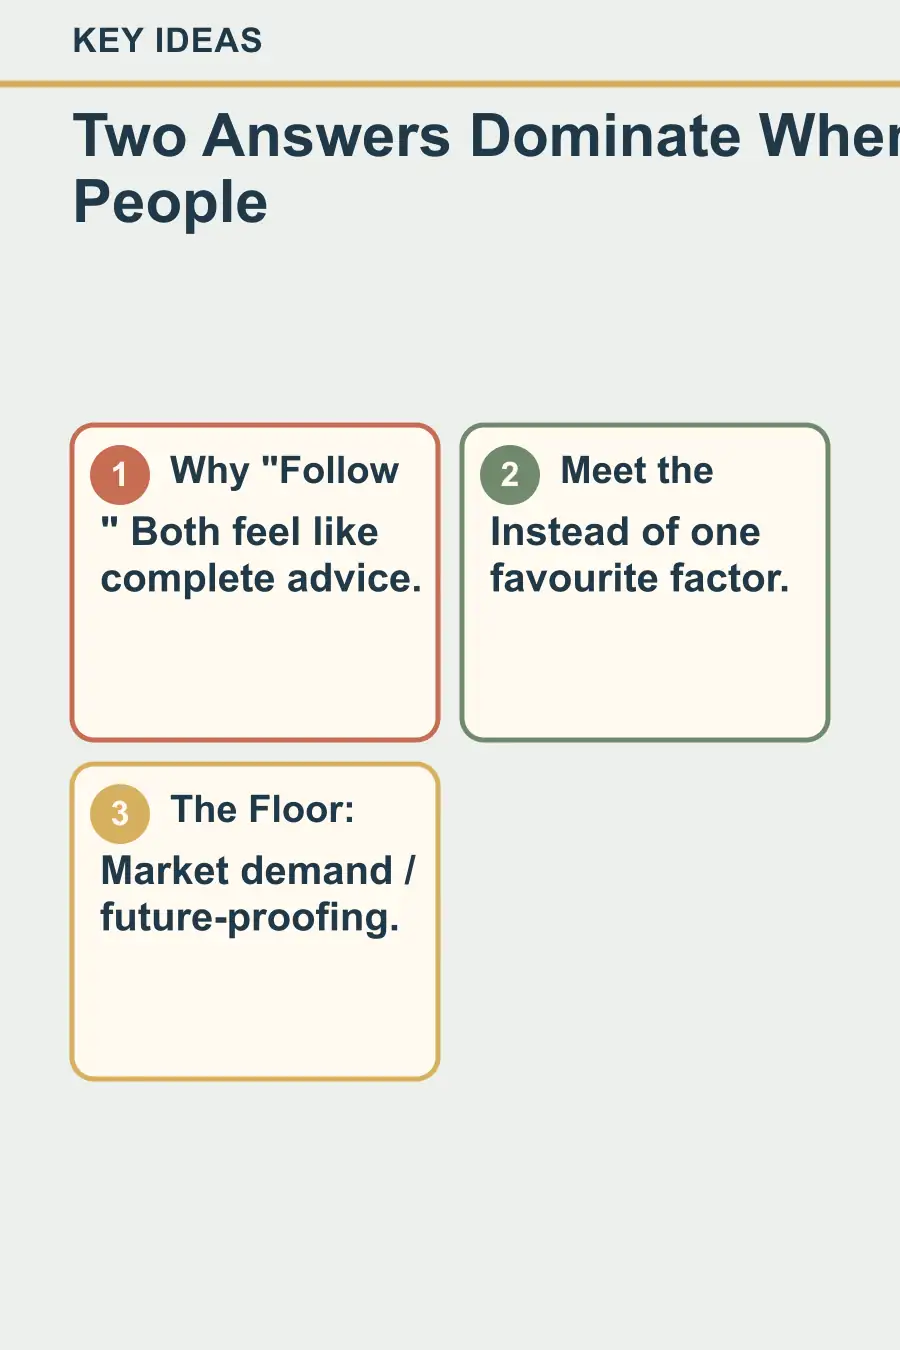 KEY IDEAS
Two Answers Dominate When
People
1
Why "Follow
" Both feel like
complete advice.
2
Meet the
Instead of one
favourite factor.
3
The Floor:
Market demand /
future-proofing.